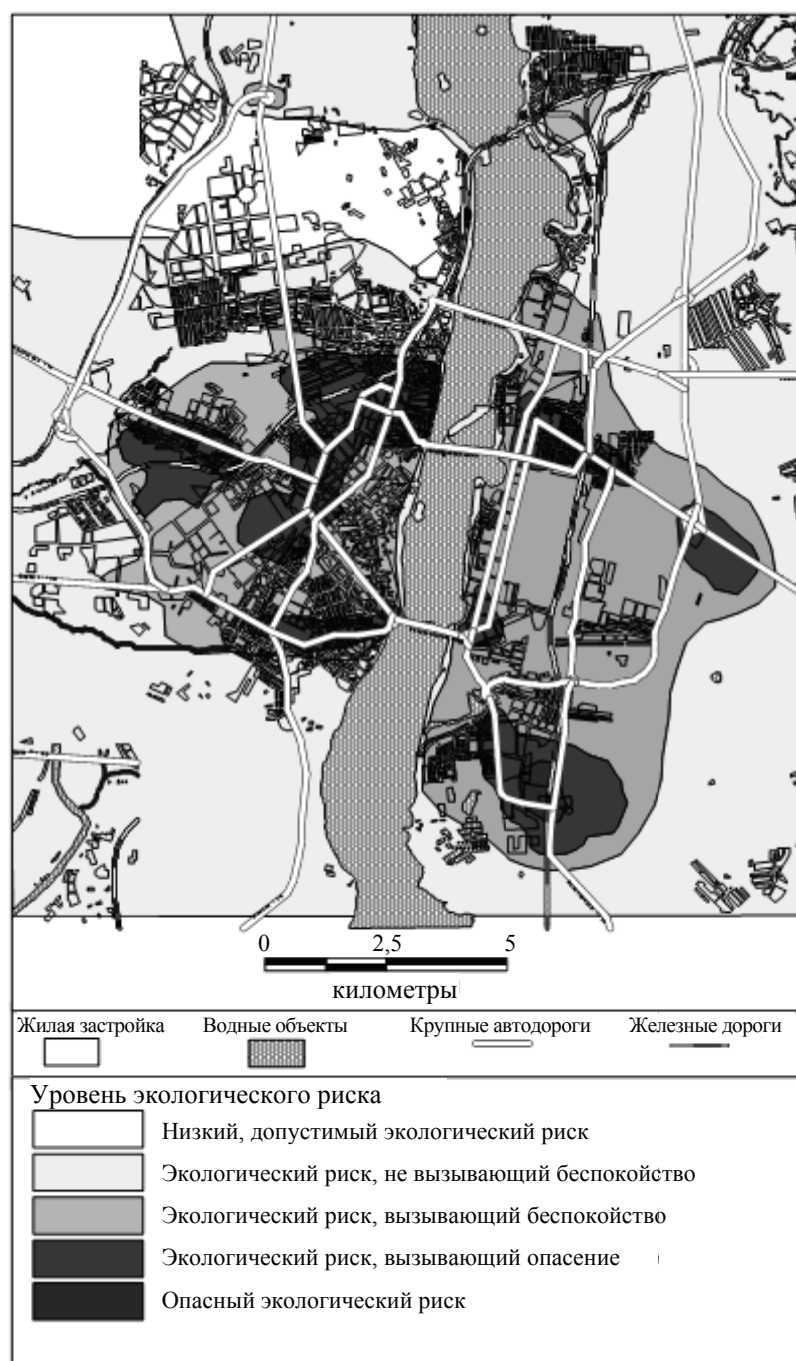 0 2,5 5
километры
Жилая застройка Водные объекты Крупные автодороги Железные дороги
Уровень экологического риска
Низкий, допустимый экологический риск
Экологический риск, не вызывающий беспокойство
Экологический риск, вызывающий беспокойство
Экологический риск, вызывающий опасение
Опасный экологический риск